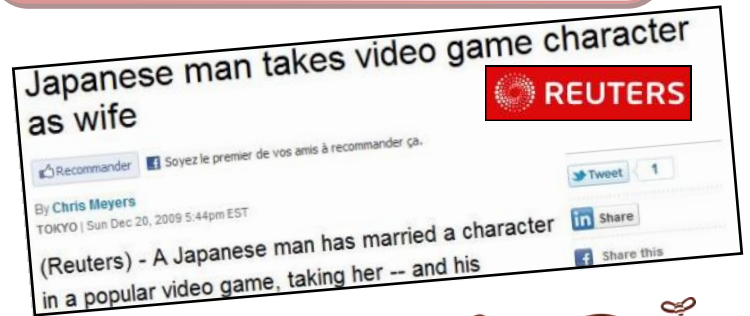 Japanese man takes video game character
as wife
REUTERS
Recommander
Soyez le premier de vos amis à recommander ça.
By Chris Meyers
TOKYO | Sun Dec 20, 2009 5:44pm EST
Tweet 1
Share
Share this
(Reuters) - A Japanese man has married a character
in a popular video game, taking her -- and his